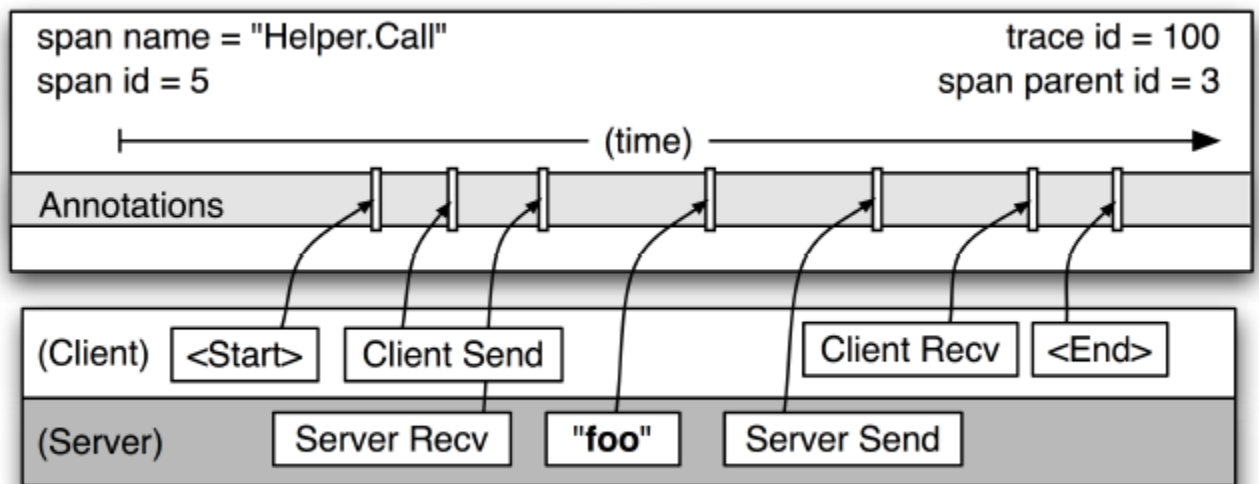 span name = "Helper.Call"
trace id = 100
span id = 5
span parent id = 3
(time)
Annotations
(Client)
<Start>
Client Send
Client Recv
<End>
(Server)
Server Recv
"foo"
Server Send